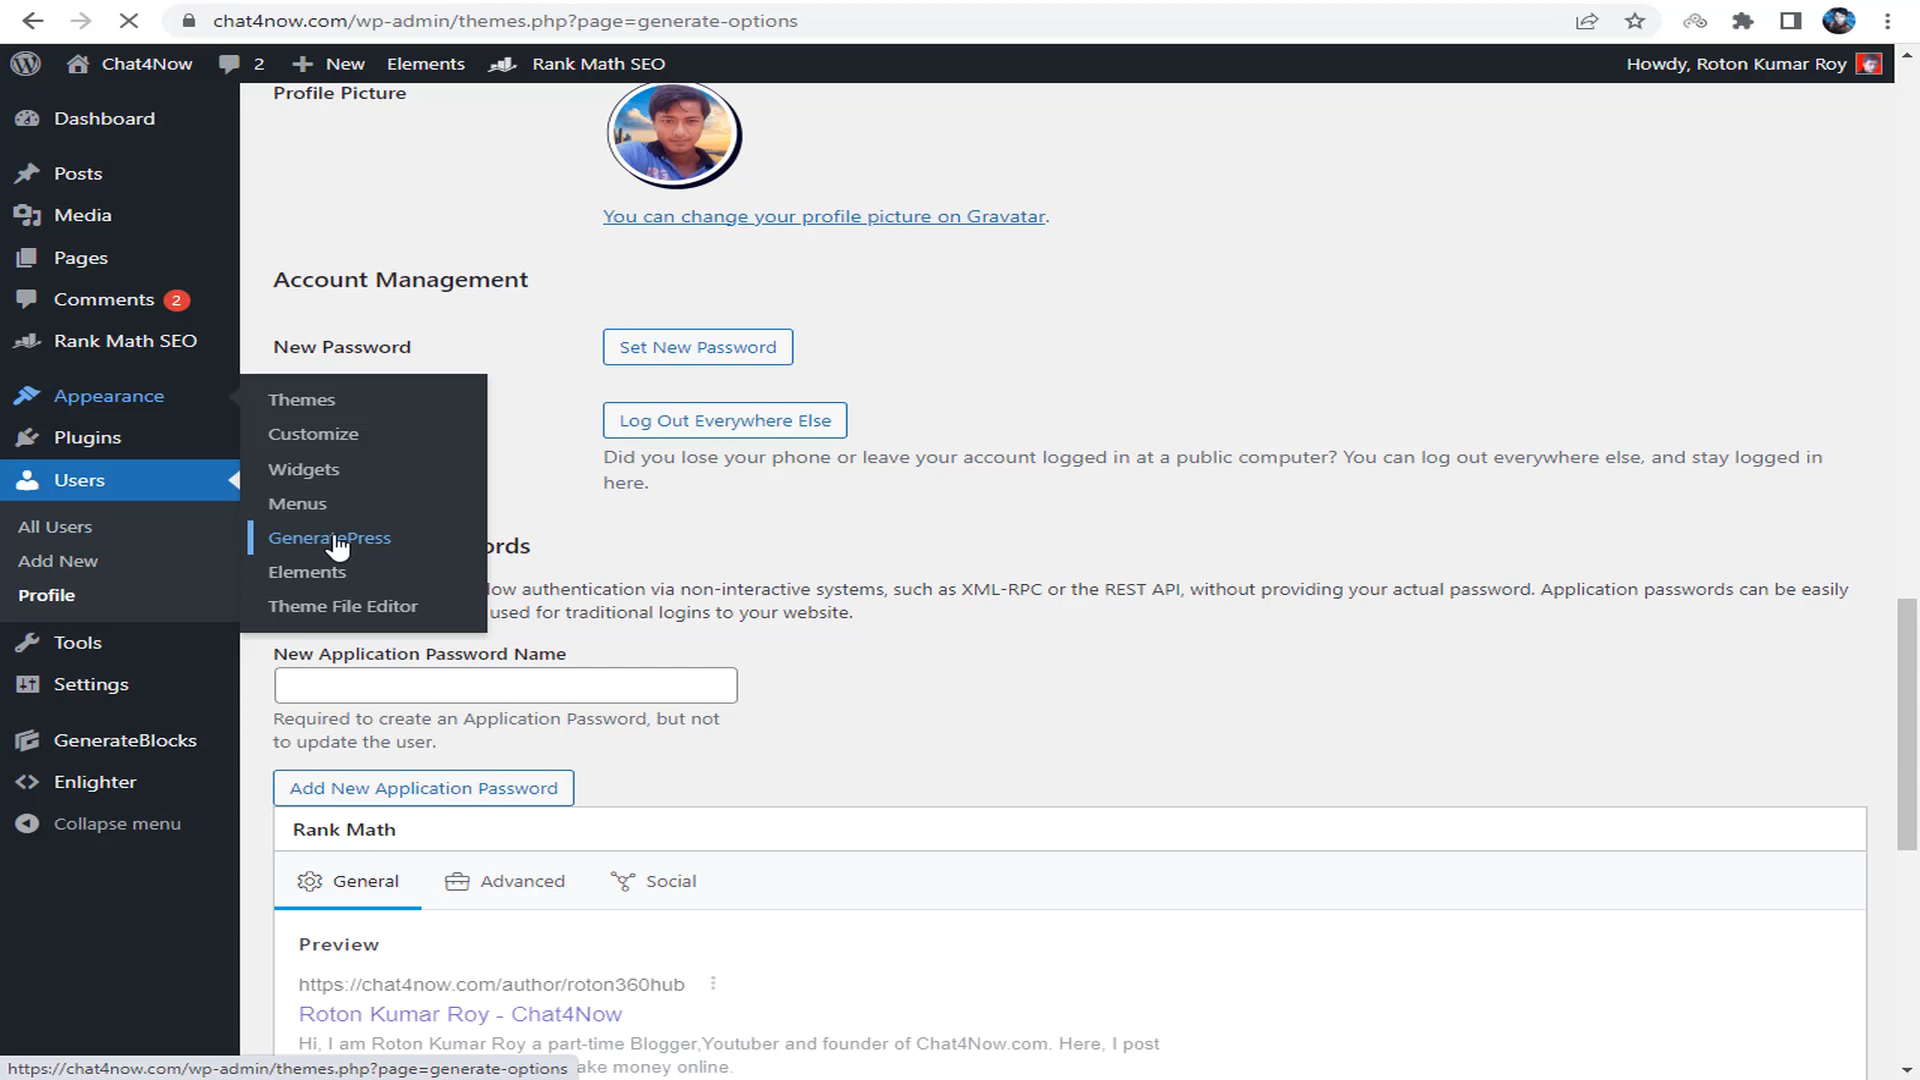 chat4now.com/wp-admin/themes.php?page=generate-options
Chat4Now
2
New
Elements
Rank Math SEO
Howdy, Roton Kumar Roy
Dashboard
Posts
Media
Pages
Comments 2
Rank Math SEO
Appearance
Plugins
Users
All Users
Add New
Profile
Tools
Settings
GenerateBlocks
Enlighter
Collapse menu
Themes
Customize
Widgets
Menus
GeneratePress
Elements
Theme File Editor
Profile Picture
You can change your profile picture on Gravatar.
Account Management
New Password
Set New Password
Log Out Everywhere Else
Did you lose your phone or leave your account logged in at a public computer? You can log out everywhere else, and stay logged in
here.
ords
low authentication via non-interactive systems, such as XML-RPC or the REST API, without providing your actual password. Application passwords can be easily
used for traditional logins to your website.
New Application Password Name
Required to create an Application Password, but not
to update the user.
Add New Application Password
Rank Math
General
Advanced
Social
Preview
https://chat4now.com/author/roton360hub
Roton Kumar Roy - Chat4Now
Hi, I am Roton Kumar Roy a part-time Blogger,Youtuber and founder of Chat4Now.com. Here, I post
ake money online.
https://chat4now.com/wp-admin/themes.php?page=generate-options